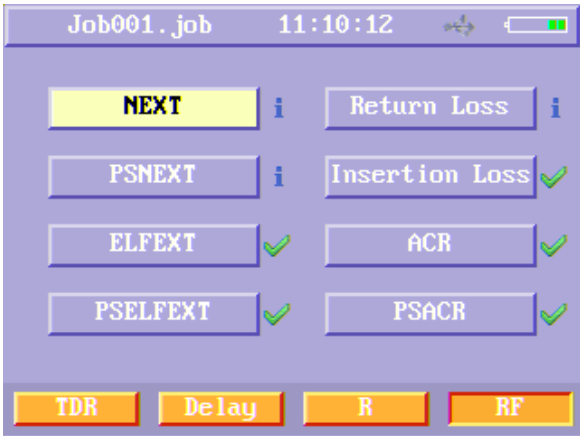 Job001.job 11:10:12
NEXT i Return Loss i
PSNEXT i Insertion Loss
ELFEXT ACR
PSELFEXT PSACR
TDR Delay R RF